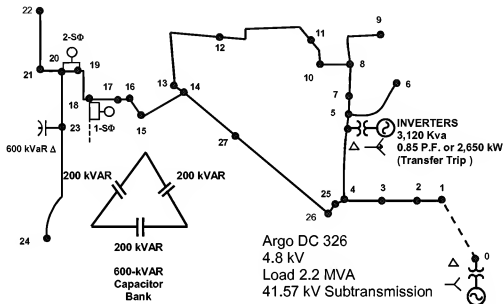 22
2-SΦ
20
19
21
18
17
16
1-SΦ
15
23
600 kVaR Δ
24
13
14
12
11
10
9
8
7
6
5
INVERTERS
3,120 Kva
0.85 P.F. or 2,650 kW
(Transfer Trip )
Δ
27
25
26
4
3
2
1
0
Δ
200 kVAR
200 kVAR
200 kVAR
600-kVAR
Capacitor
Bank
Argo DC 326
4.8 kV
Load 2.2 MVA
41.57 kV Subtransmission